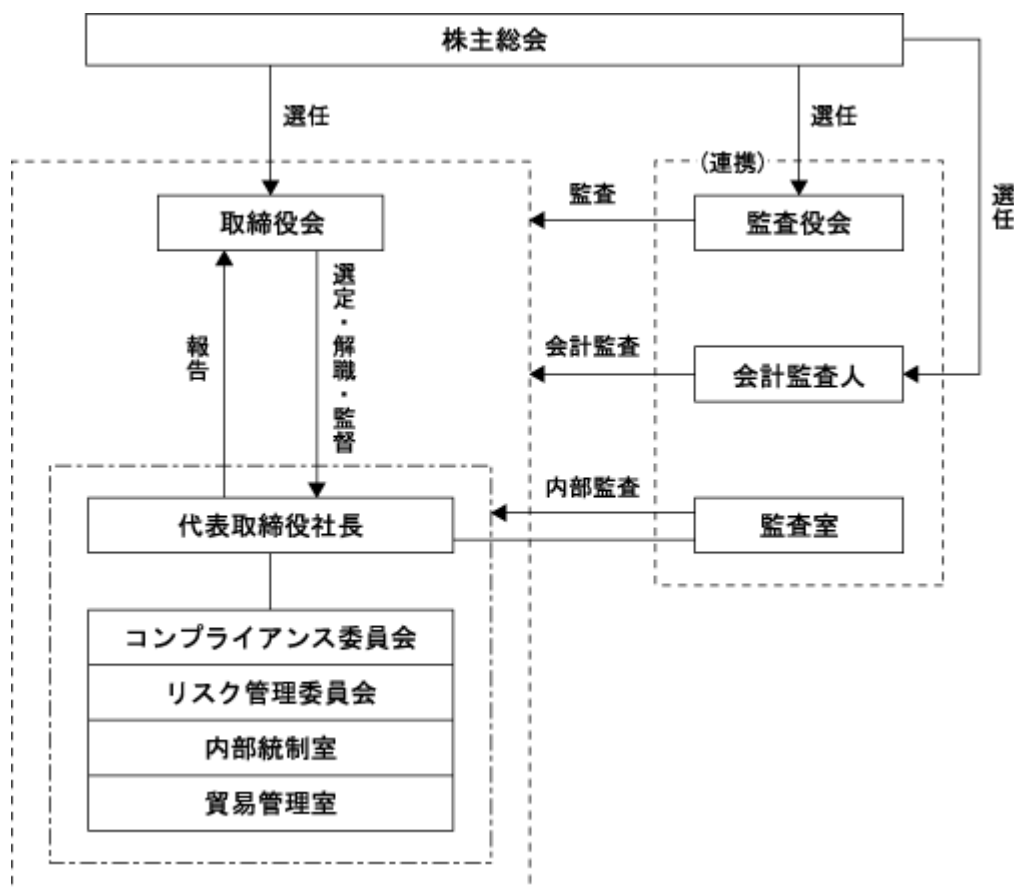 株主総会
選任
選任
選任
(連携)
取締役会
監査
監査役会
報告
選定・解職・監督
会計監査
会計監査人
内部監査
代表取締役社長
監査室
コンプライアンス委員会
リスク管理委員会
内部統制室
貿易管理室